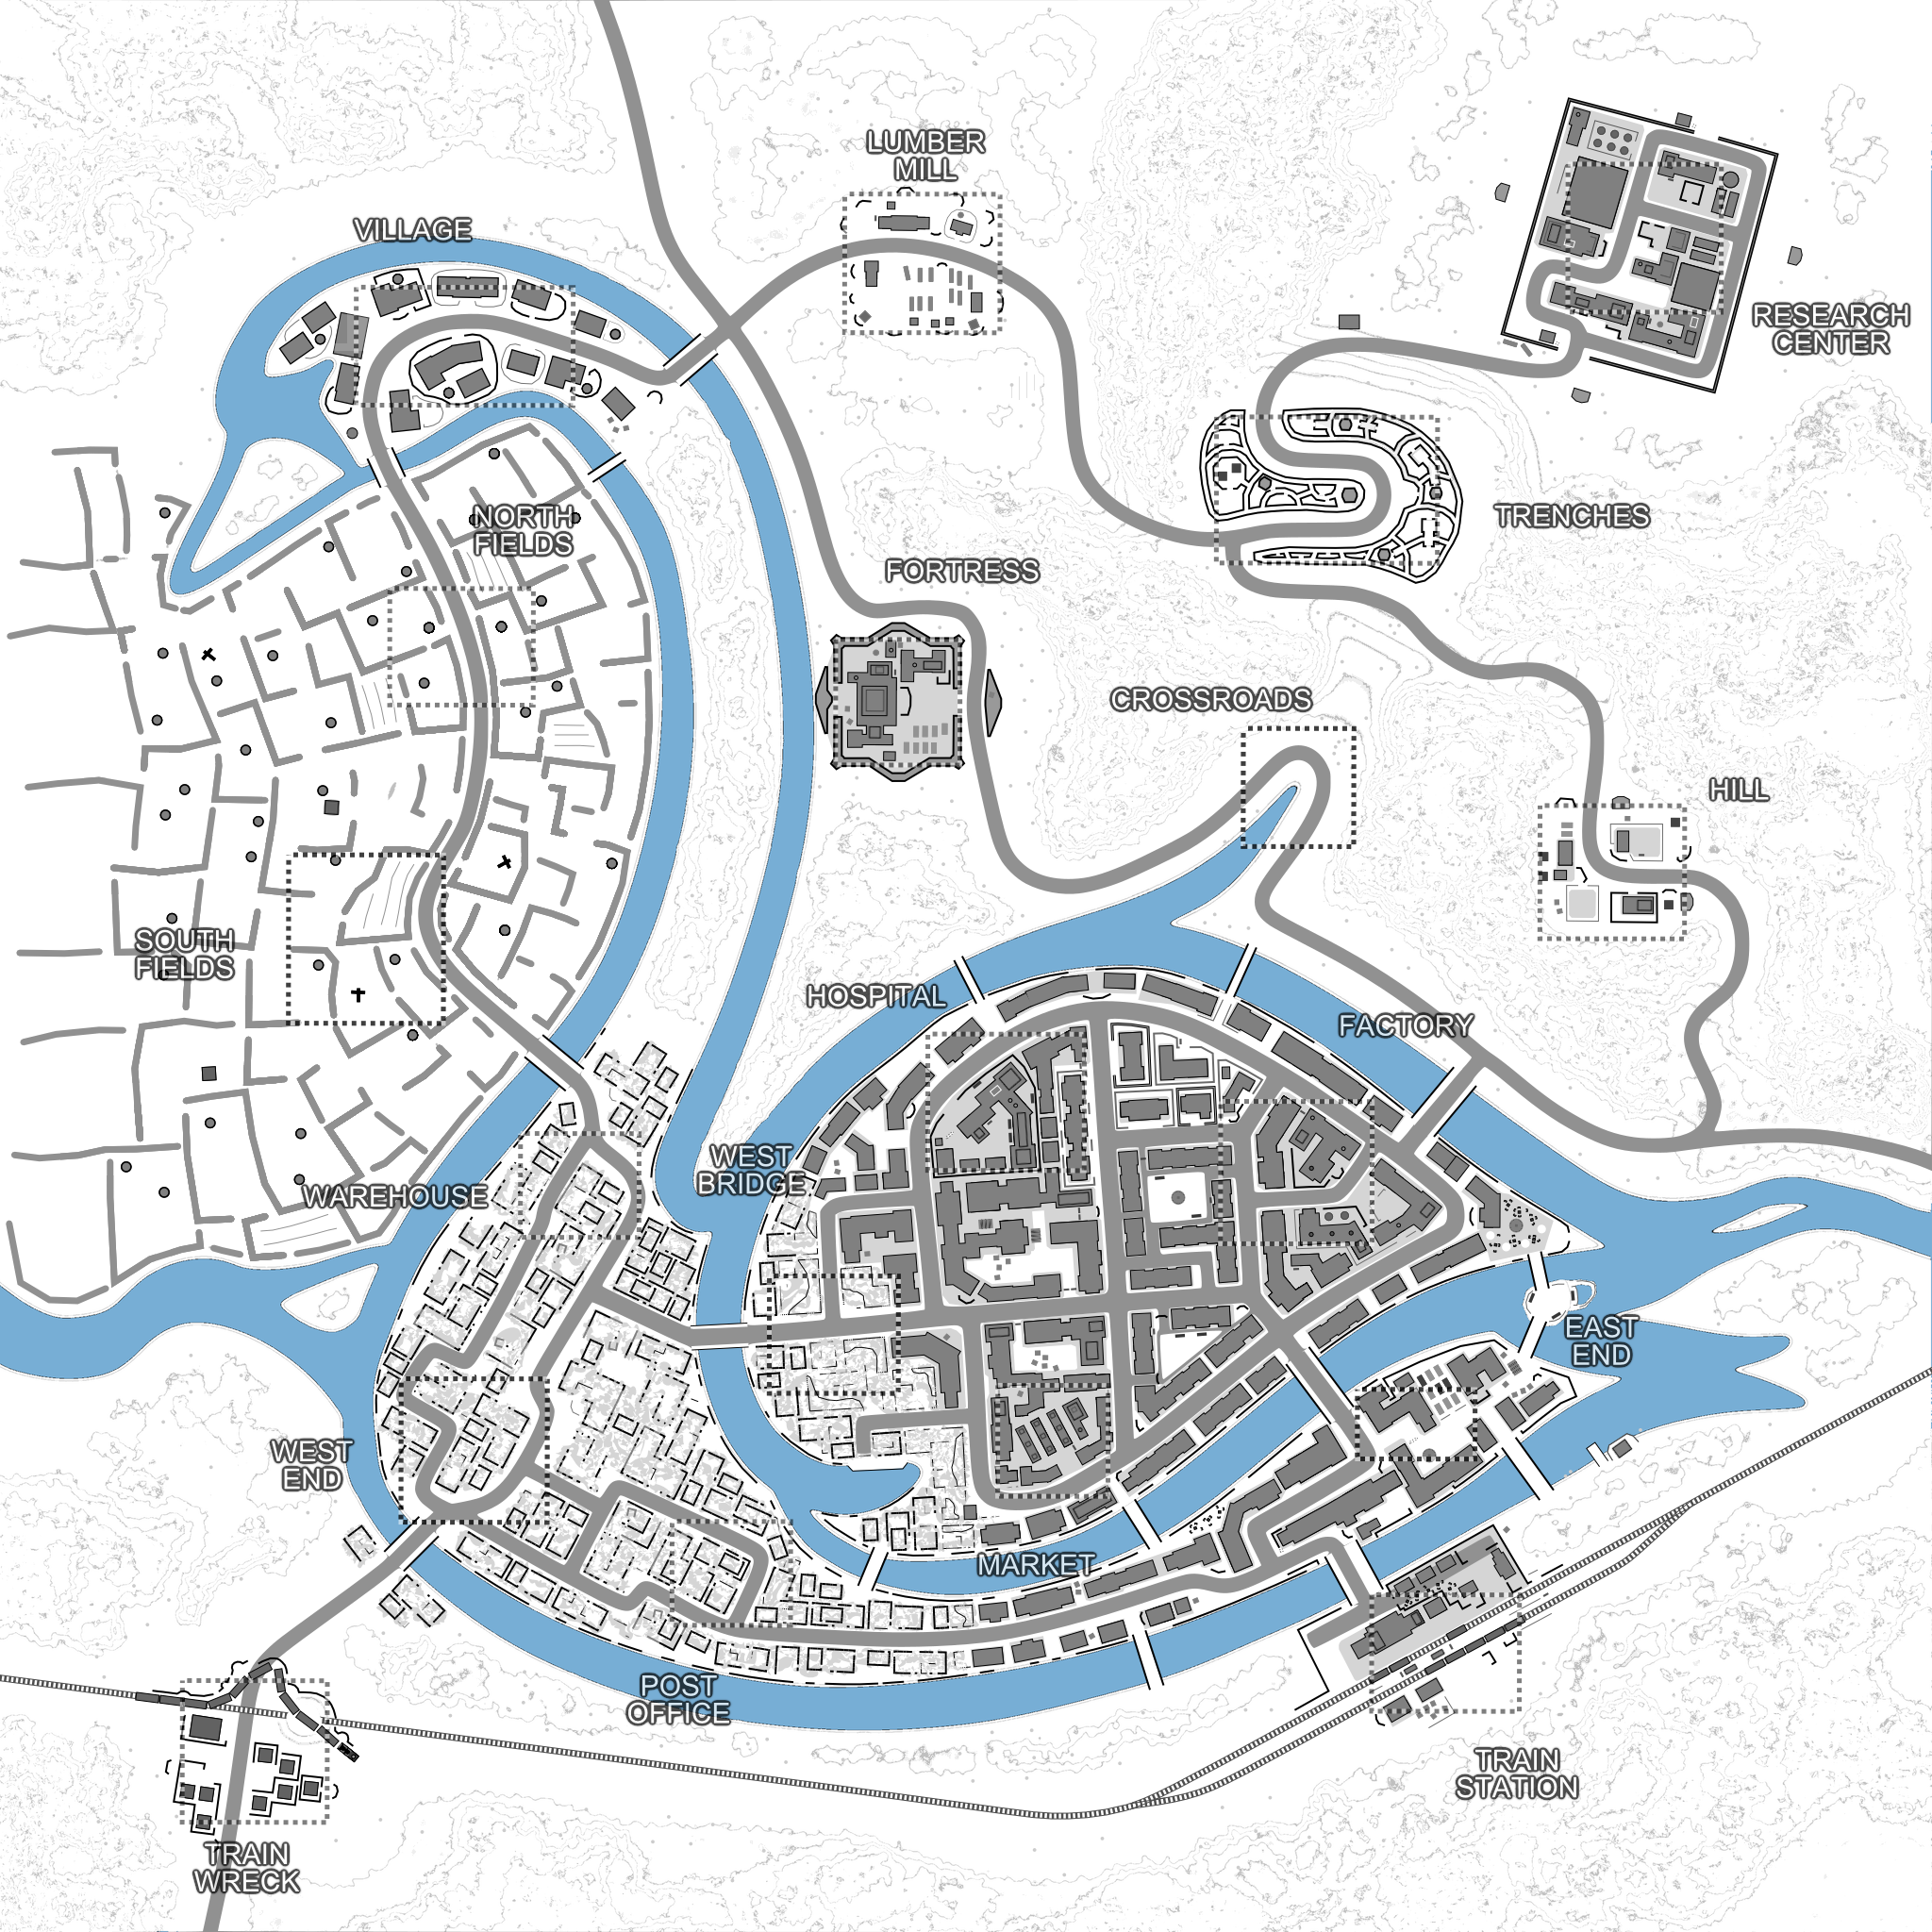 LUMBER
MILL
VILLAGE
RESEARCH
CENTER
NORTH
FIELDS
TRENCHES
FORTRESS
CROSSROADS
HILL
SOUTH
FIELDS
HOSPITAL
FACTORY
WEST
BRIDGE
WAREHOUSE
EAST
END
WEST
END
MARKET
POST
OFFICE
TRAIN
STATION
TRAIN
WRECK